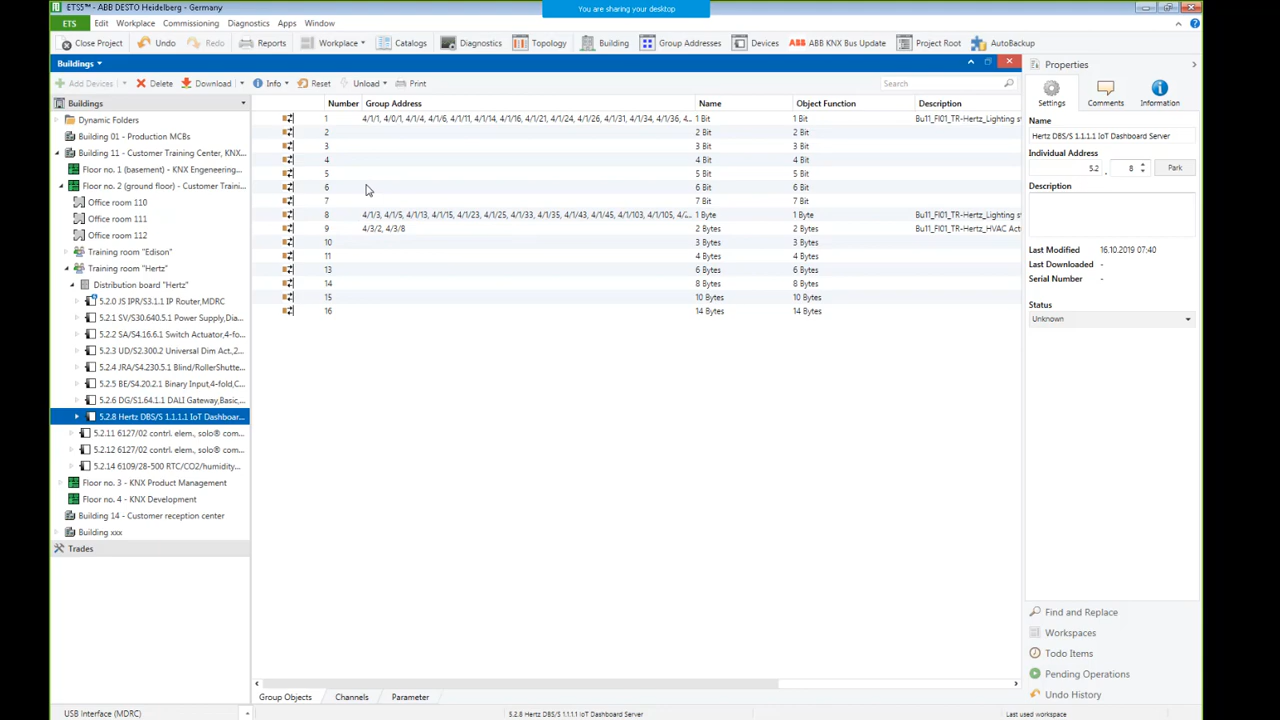 ETS5™ - ABB DESTO Heidelberg - Germany
You are sharing your desktop
ETS Edit Workplace Commissioning Diagnostics Apps Window
Close Project Undo Redo Reports Workplace Catalogs Diagnostics Topology Building Group Addresses Devices ABB KNX Bus Update Project Root AutoBackup
Buildings
Add Devices Delete Download Info Reset Unload Print Search
Buildings
Dynamic Folders
Building 01 - Production MCBs
Building 11 - Customer Training Center, KNX...
Floor no. 1 (basement) - KNX Engeneering...
Floor no. 2 (ground floor) - Customer Traini...
Office room 110
Office room 111
Office room 112
Training room "Edison"
Training room "Hertz"
Distribution board "Hertz"
5.2.0 JS IPR/S3.1.1 IP Router,MDRC
5.2.1 SV/S30.640.5.1 Power Supply,Dia...
5.2.2 SA/S4.16.6.1 Switch Actuator,4-fo...
5.2.3 UD/S2.300.2 Universal Dim Act.,2...
5.2.4 JRA/S4.230.5.1 Blind/RollerShutte...
5.2.5 BE/S4.20.2.1 Binary Input,4-fold,C...
5.2.6 DG/S1.64.1.1 DALI Gateway,Basic,...
5.2.8 Hertz DBS/S 1.1.1.1 IoT Dashboar...
5.2.11 6127/02 contrl. elem., solo® com...
5.2.12 6127/02 contrl. elem., solo® com...
5.2.14 6109/28-500 RTC/CO2/humidity...
Floor no. 3 - KNX Product Management
Floor no. 4 - KNX Development
Building 14 - Customer reception center
Building xxx
Trades
Number Group Address Name Object Function Description
1 4/1/1, 4/0/1, 4/1/4, 4/1/6, 4/1/11, 4/1/14, 4/1/16, 4/1/21, 4/1/24, 4/1/26, 4/1/31, 4/1/34, 4/1/36, 4... 1 Bit 1 Bit Bu11_Fl01_TR-Hertz_Lighting s
2 2 Bit 2 Bit
3 3 Bit 3 Bit
4 4 Bit 4 Bit
5 5 Bit 5 Bit
6 6 Bit 6 Bit
7 7 Bit 7 Bit
8 4/1/3, 4/1/5, 4/1/13, 4/1/15, 4/1/23, 4/1/25, 4/1/33, 4/1/35, 4/1/43, 4/1/45, 4/1/103, 4/1/105, 4/... 1 Byte 1 Byte Bu11_Fl01_TR-Hertz_Lighting s
9 4/3/2, 4/3/8 2 Bytes 2 Bytes Bu11_Fl01_TR-Hertz_HVAC Act
10 3 Bytes 3 Bytes
11 4 Bytes 4 Bytes
13 6 Bytes 6 Bytes
14 8 Bytes 8 Bytes
15 10 Bytes 10 Bytes
16 14 Bytes 14 Bytes
Group Objects Channels Parameter
Properties
Settings Comments Information
Name
Hertz DBS/S 1.1.1.1 IoT Dashboard Server
Individual Address
5.2 . 8 Park
Description
Last Modified 16.10.2019 07:40
Last Downloaded -
Serial Number -
Status
Unknown
Find and Replace
Workspaces
Todo Items
Pending Operations
Undo History
USB Interface (MDRC) 5.2.8 Hertz DBS/S 1.1.1.1 IoT Dashboard Server Last used workspace